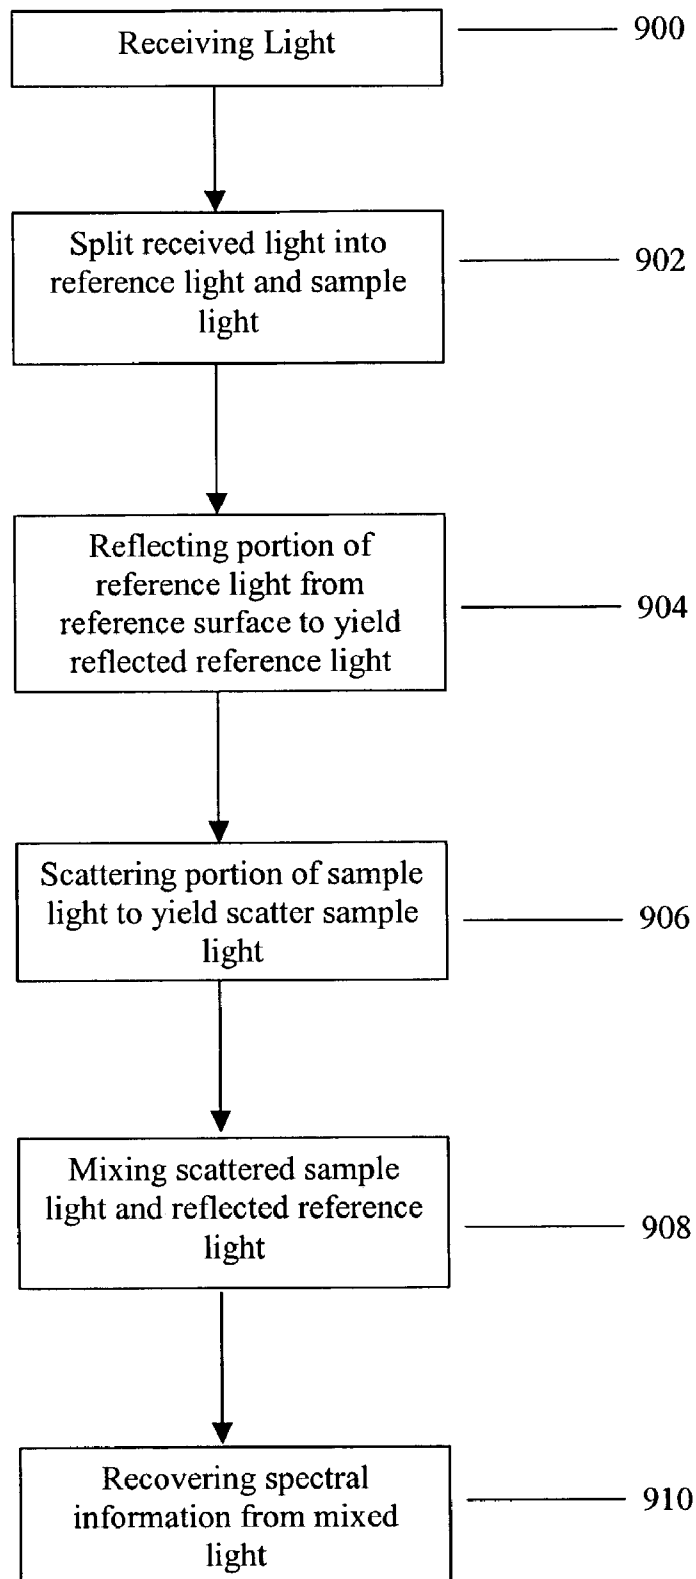 Receiving Light
900
Split received light into
reference light and sample
light
902
Reflecting portion of
reference light from
reference surface to yield
reflected reference light
904
Scattering portion of sample
light to yield scatter sample
light
906
Mixing scattered sample
light and reflected reference
light
908
Recovering spectral
information from mixed
light
910